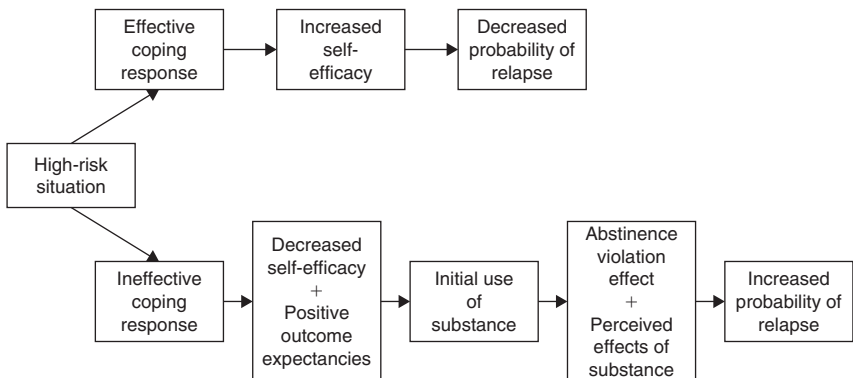 Effective
coping
response
Increased
self-
efficacy
Decreased
probability of
relapse
High-risk
situation
Ineffective
coping
response
Decreased
self-efficacy
+
Positive
outcome
expectancies
Initial use
of
substance
Abstinence
violation
effect
+
Perceived
effects of
substance
Increased
probability of
relapse